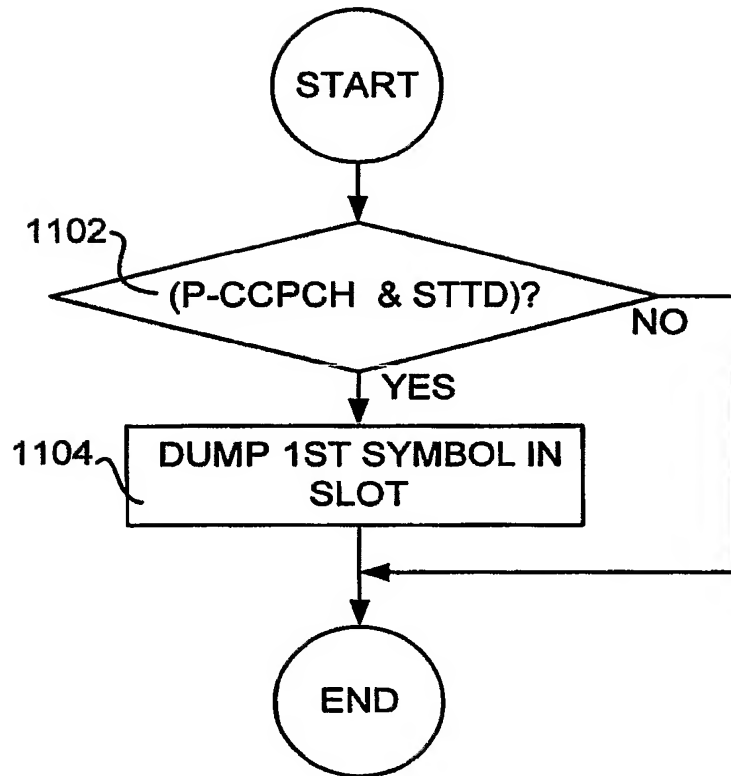 START
1102
(P-CCPCH & STTD)?
NO
YES
1104
DUMP 1ST SYMBOL IN
SLOT
END